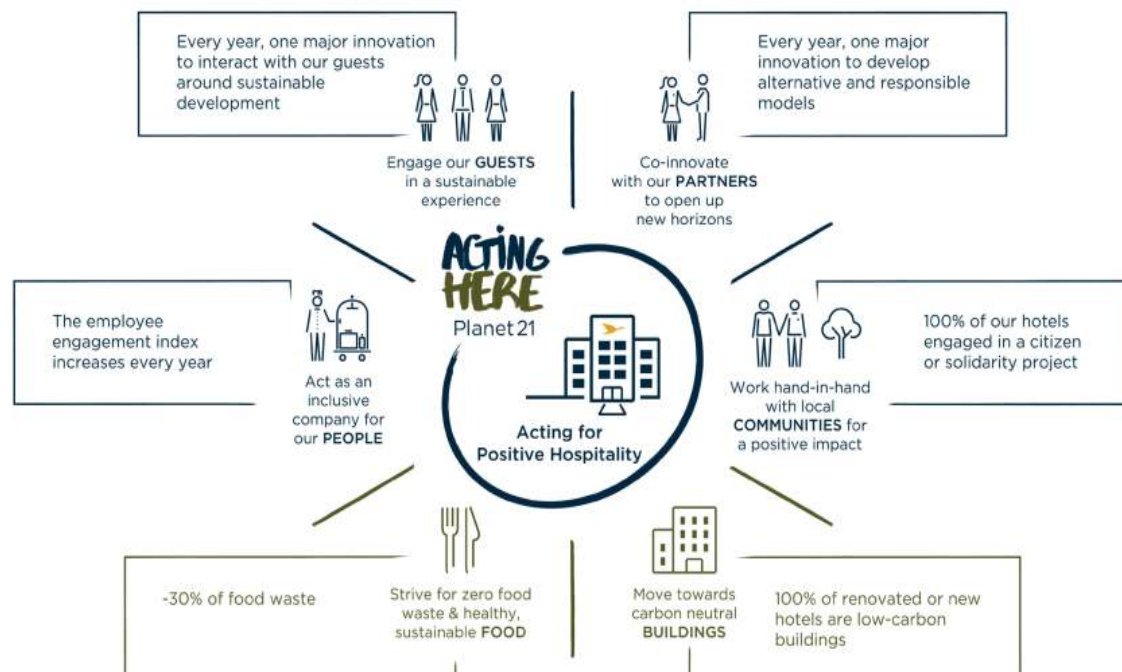 Every year, one major innovation
to interact with our guests
around sustainable
development
Engage our GUESTS
in a sustainable
experience
Every year, one major
innovation to develop
alternative and responsible
models
Co-innovate
with our PARTNERS
to open up
new horizons
ACTING
HERE
Planet 21
Acting for
Positive Hospitality
The employee
engagement index
increases every year
Act as an
inclusive
company for
our PEOPLE
Work hand-in-hand
with local
COMMUNITIES for
a positive impact
100% of our hotels
engaged in a citizen
or solidarity project
-30% of food waste
Strive for zero food
waste & healthy,
sustainable FOOD
Move towards
carbon neutral
BUILDINGS
100% of renovated or new
hotels are low-carbon
buildings